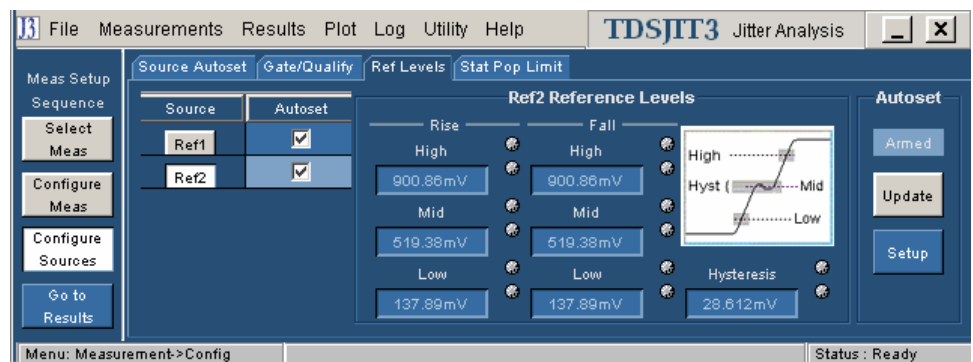 J3 File Measurements Results Plot Log Utility Help TDSJIT3 Jitter Analysis
Meas Setup
Sequence
Select
Meas
Configure
Meas
Configure
Sources
Go to
Results
Source Autoset Gate/Qualify Ref Levels Stat Pop Limit
Source Autoset
Ref1
Ref2
Ref2 Reference Levels
Rise Fall
High High
900.86mV 900.86mV
Mid Mid
519.38mV 519.38mV
Low Low
137.89mV 137.89mV
High
Hyst ( Mid
Low
Hysteresis
28.612mV
Autoset
Armed
Update
Setup
Menu: Measurement->Config Status : Ready